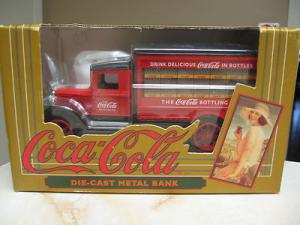 DRINK DELICIOUS Coca-Cola IN BOTTLES
Coca-Cola
THE Coca-Cola BOTTLING
Coca-Cola
DIE-CAST METAL BANK